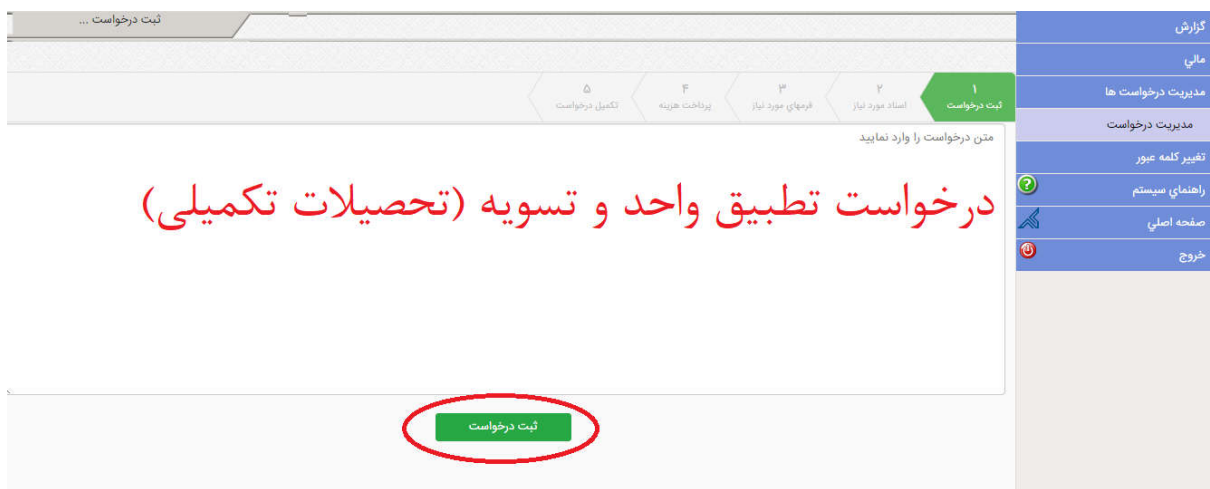 ثبت درخواست ...
گزارش
مالي
مديريت درخواست ها
مديريت درخواست
تغيير كلمه عبور
راهنماي سيستم
صفحه اصلي
خروج
۱
ثبت درخواست
۲
اسناد مورد نياز
۳
فرمهاي مورد نياز
۴
پرداخت هزينه
۵
تكميل درخواست
متن درخواست را وارد نماييد
درخواست تطبیق واحد و تسویه (تحصیلات تکمیلی)
ثبت درخواست